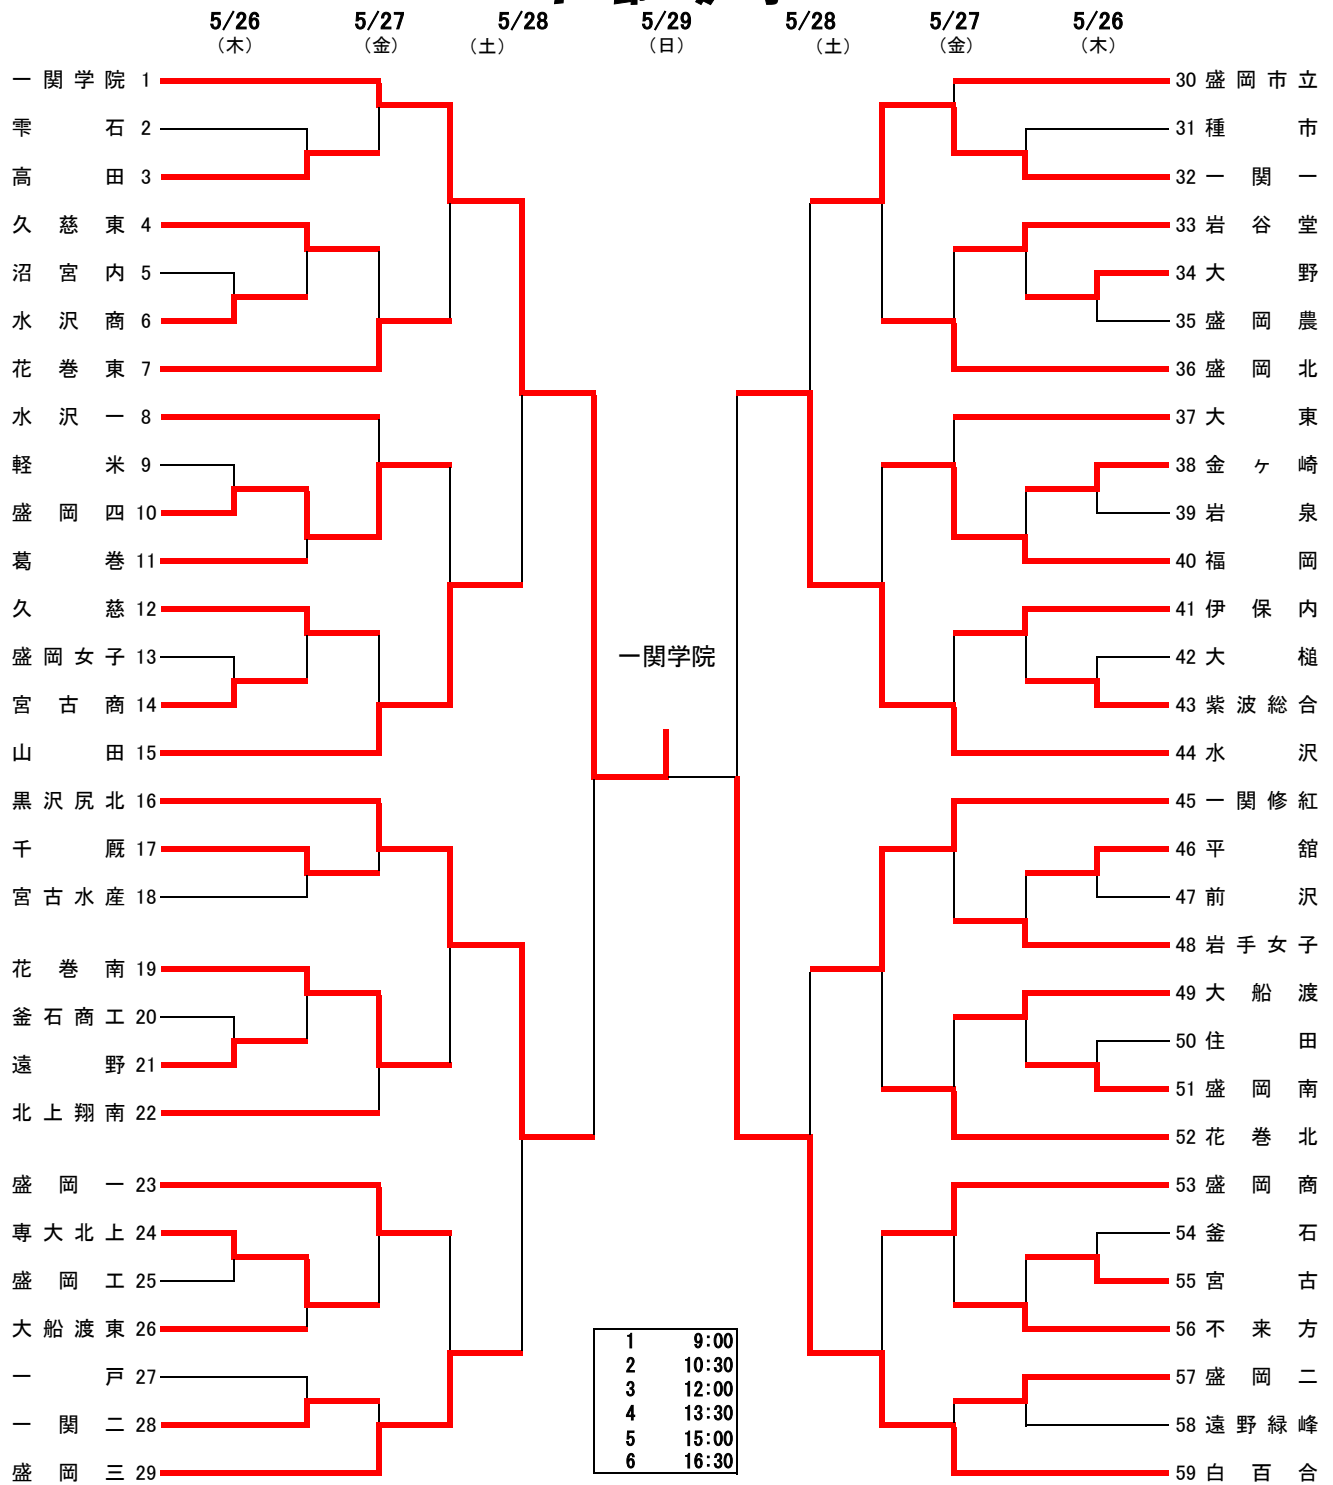 5/26 5/27 5/28 5/29 5/28 5/27 5/26
(木) (金) (土) (日) (土) (金) (木)
一関学院 1
雫石 2
高田 3
久慈東 4
沼宮内 5
水沢商 6
花巻東 7
水沢一 8
軽米 9
盛岡四 10
葛巻 11
久慈 12
盛岡女子 13
宮古商 14
山田 15
黒沢尻北 16
千厩 17
宮古水産 18
花巻南 19
釜石商工 20
遠野 21
北上翔南 22
盛岡一 23
専大北上 24
盛岡工 25
大船渡東 26
一戸 27
一関二 28
盛岡三 29
一関学院
1 9:00
2 10:30
3 12:00
4 13:30
5 15:00
6 16:30
30 盛岡市立
31 種市
32 一関一
33 岩谷堂
34 大野
35 盛岡農
36 盛岡北
37 大東
38 金ヶ崎
39 岩泉
40 福岡
41 伊保内
42 大槌
43 紫波総合
44 水沢
45 一関修紅
46 平舘
47 前沢
48 岩手女子
49 大船渡
50 住田
51 盛岡南
52 花巻北
53 盛岡商
54 釜石
55 宮古
56 不来方
57 盛岡二
58 遠野緑峰
59 白百合